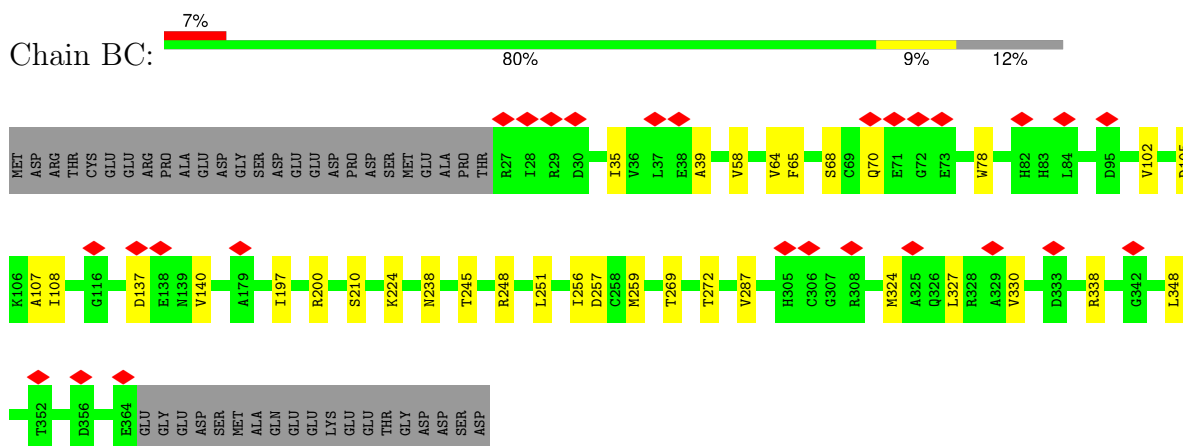 7%
Chain BC:
80% 9% 12%
MET ASP ARG THR CYS GLU GLU ARG PRO ALA GLU ASP GLY SER ASP GLU GLU ASP PRO ASP SER MET GLU ALA PRO THR R27 I28 R29 D30 I35 V36 L37 E38 A39 V58 V64 F65 S68 C69 Q70 E71 G72 E73 W78 H82 H83 L84 D95 V102
K106 A107 I108 G116 D137 E138 N139 V140 A179 I197 R200 S210 K224 N238 T245 R248 L251 I256 D257 C258 M259 T269 T272 V287 H305 C306 G307 R308 M324 A325 Q326 L327 R328 A329 V330 D333 R338 G342 L348
T352 D356 E364 GLU GLY GLU ASP SER MET ALA GLN GLU GLU LYS GLU GLU THR GLY ASP ASP SER ASP